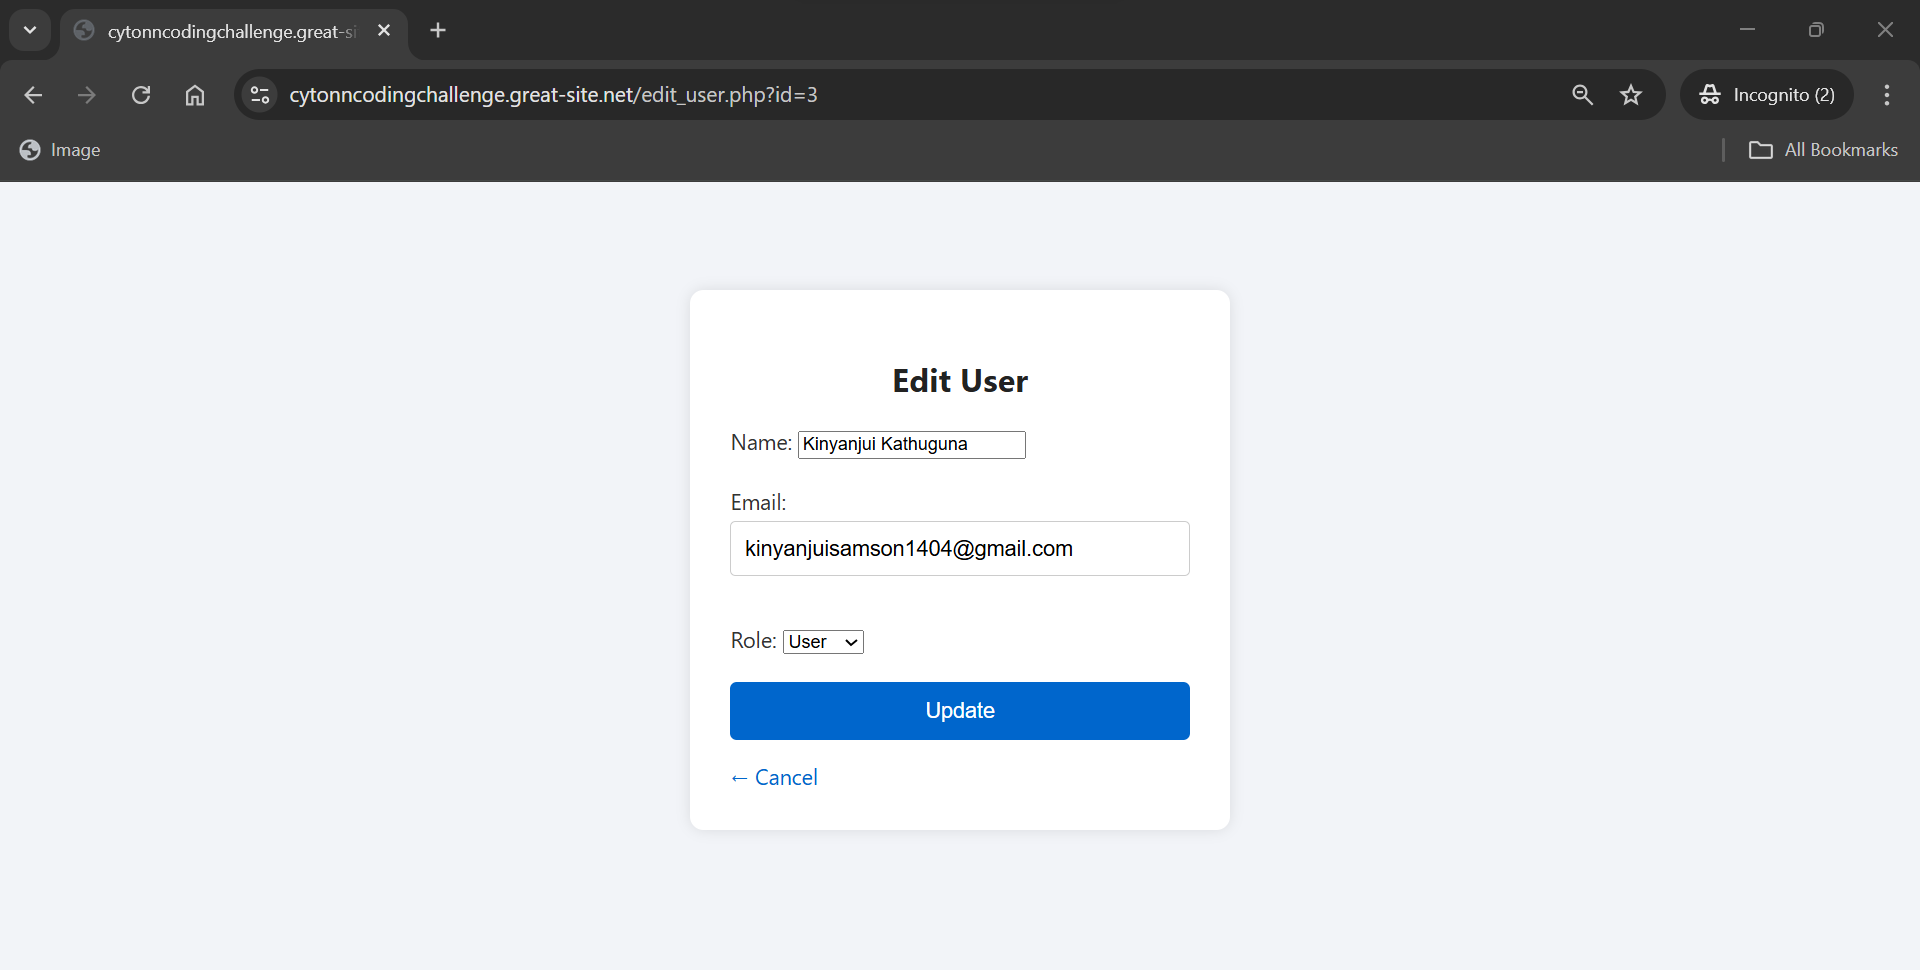 cytonncodingchallenge.great-si
cytonncodingchallenge.great-site.net/edit_user.php?id=3
Incognito (2)
Image
All Bookmarks
Edit User
Name: Kinyanjui Kathuguna
Email:
kinyanjuisamson1404@gmail.com
Role: User
Update
← Cancel